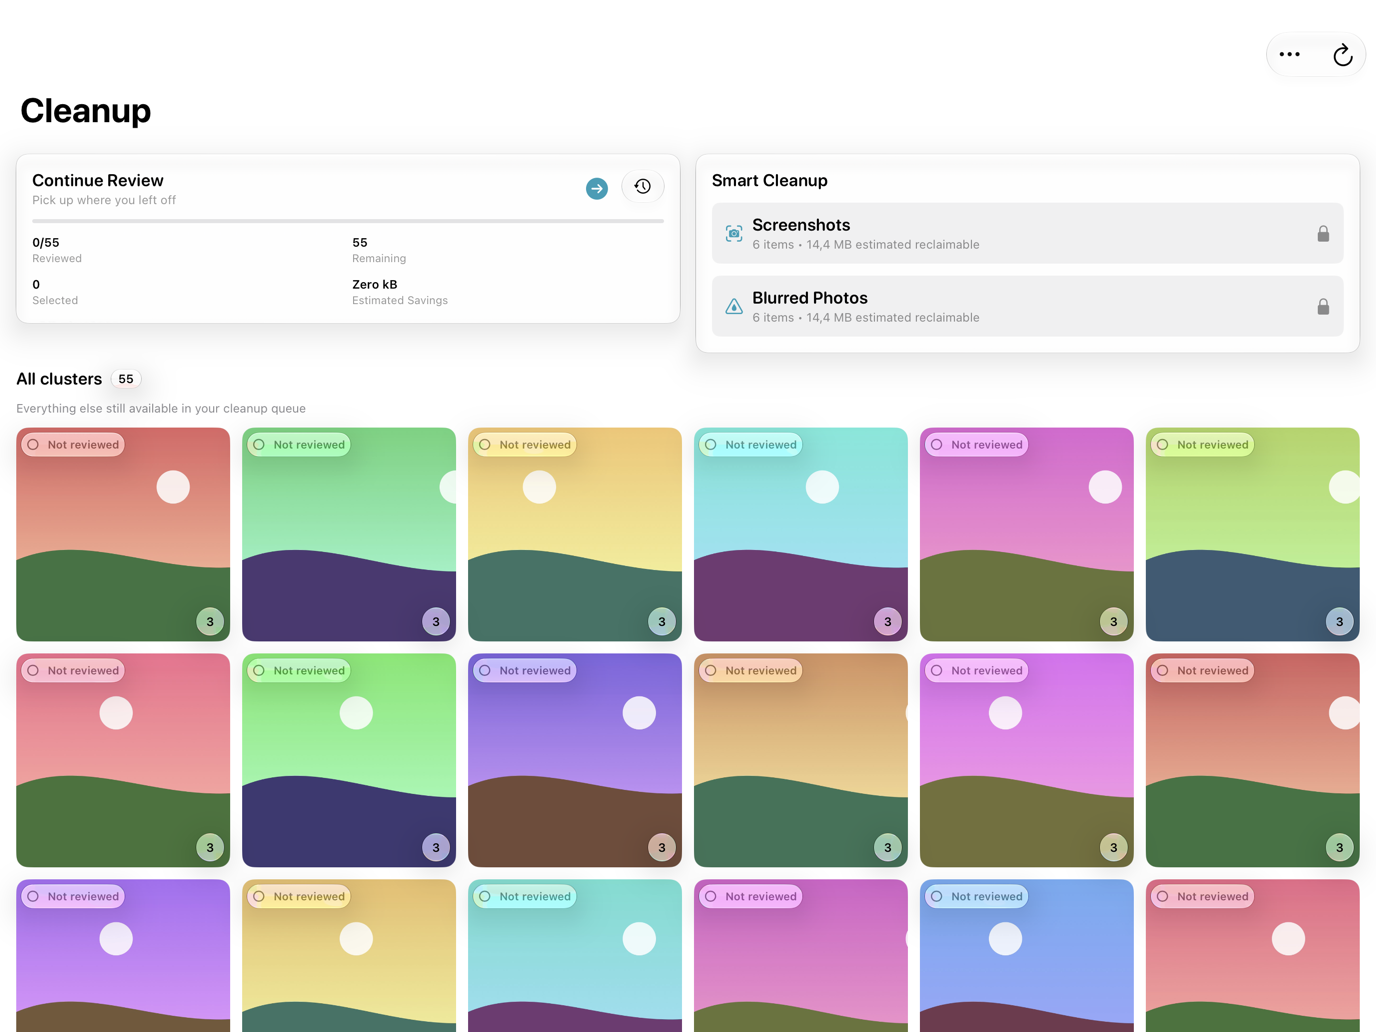 Cleanup
Continue Review
Pick up where you left off
0/55
Reviewed
55
Remaining
0
Selected
Zero kB
Estimated Savings
Smart Cleanup
Screenshots
6 items • 14,4 MB estimated reclaimable
Blurred Photos
6 items • 14,4 MB estimated reclaimable
All clusters 55
Everything else still available in your cleanup queue
Not reviewed
3
Not reviewed
3
Not reviewed
3
Not reviewed
3
Not reviewed
3
Not reviewed
3
Not reviewed
3
Not reviewed
3
Not reviewed
3
Not reviewed
3
Not reviewed
3
Not reviewed
3
Not reviewed
Not reviewed
Not reviewed
Not reviewed
Not reviewed
Not reviewed